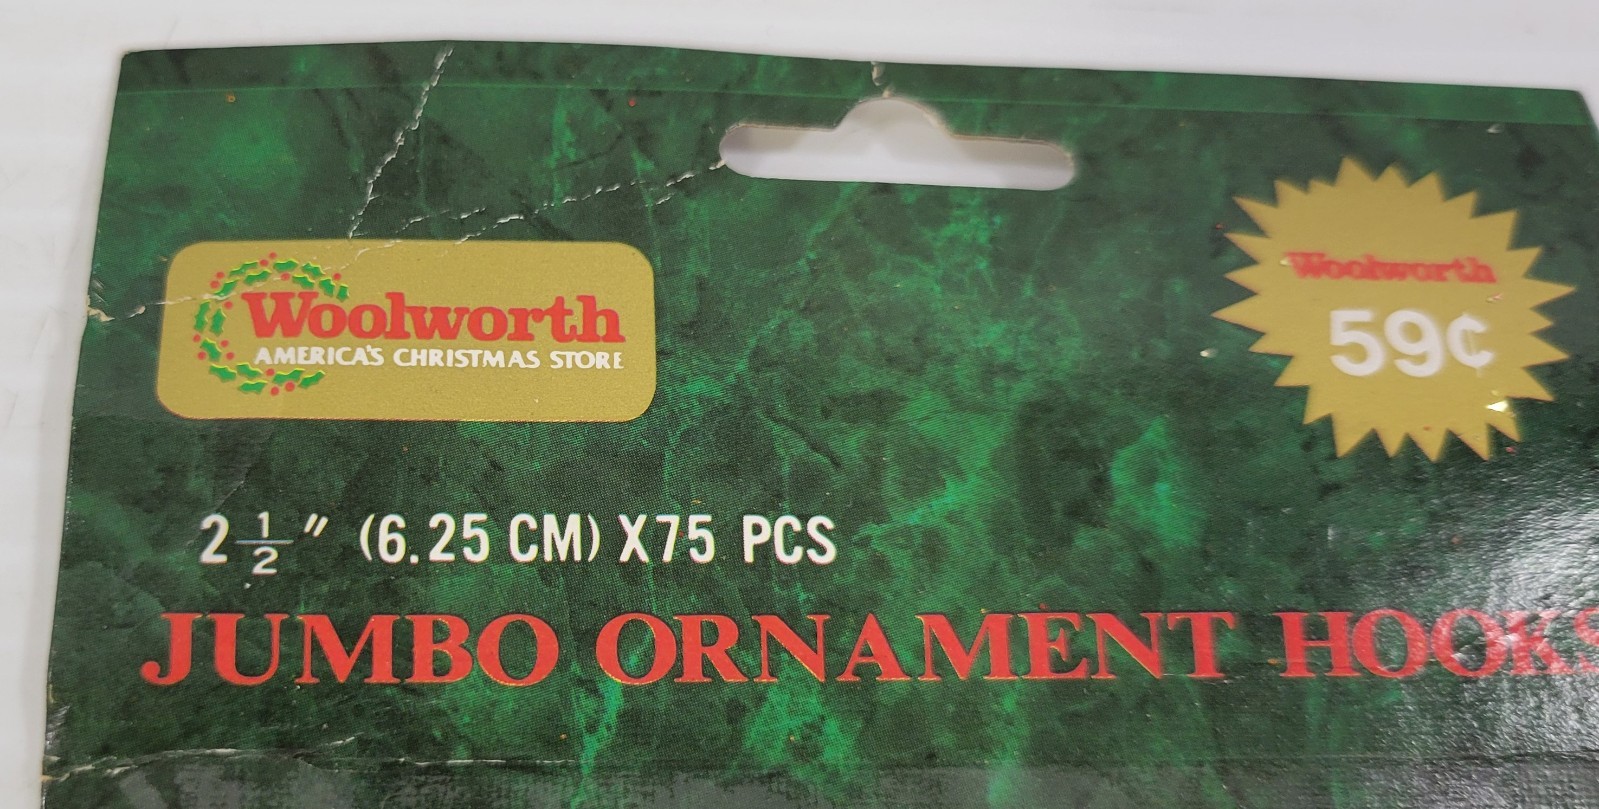 Woolworth
AMERICA'S CHRISTMAS STORE
Woolworth
59¢
2 1/2" (6.25 CM) X75 PCS
JUMBO ORNAMENT HOOKS